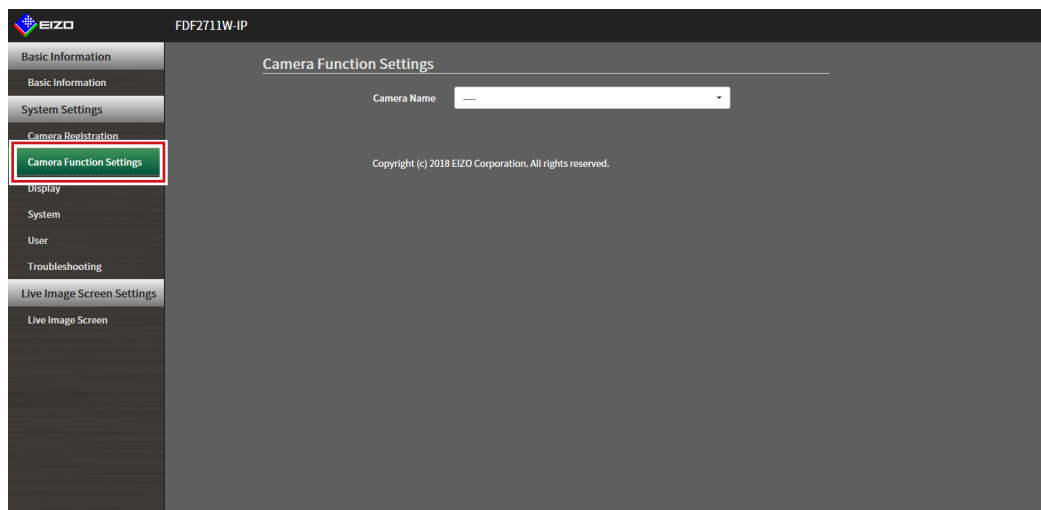 EIZO
FDF2711W-IP
Basic Information
Basic Information
System Settings
Camera Registration
Camera Function Settings
Display
System
User
Troubleshooting
Live Image Screen Settings
Live Image Screen
Camera Function Settings
Camera Name ----
Copyright (c) 2018 EIZO Corporation. All rights reserved.